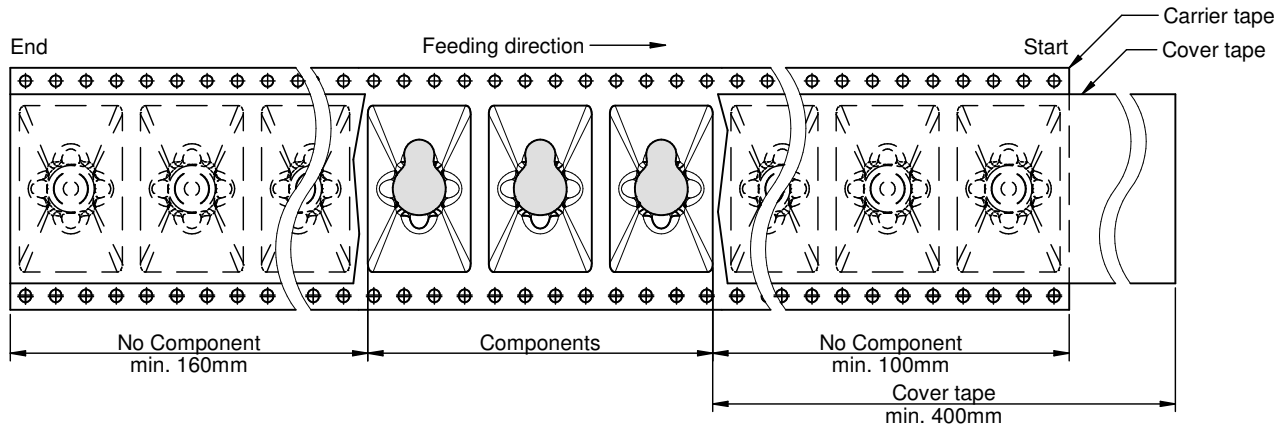 Carrier tape
End
Feeding direction
Start
Cover tape
No Component
min. 160mm
Components
No Component
min. 100mm
Cover tape
min. 400mm